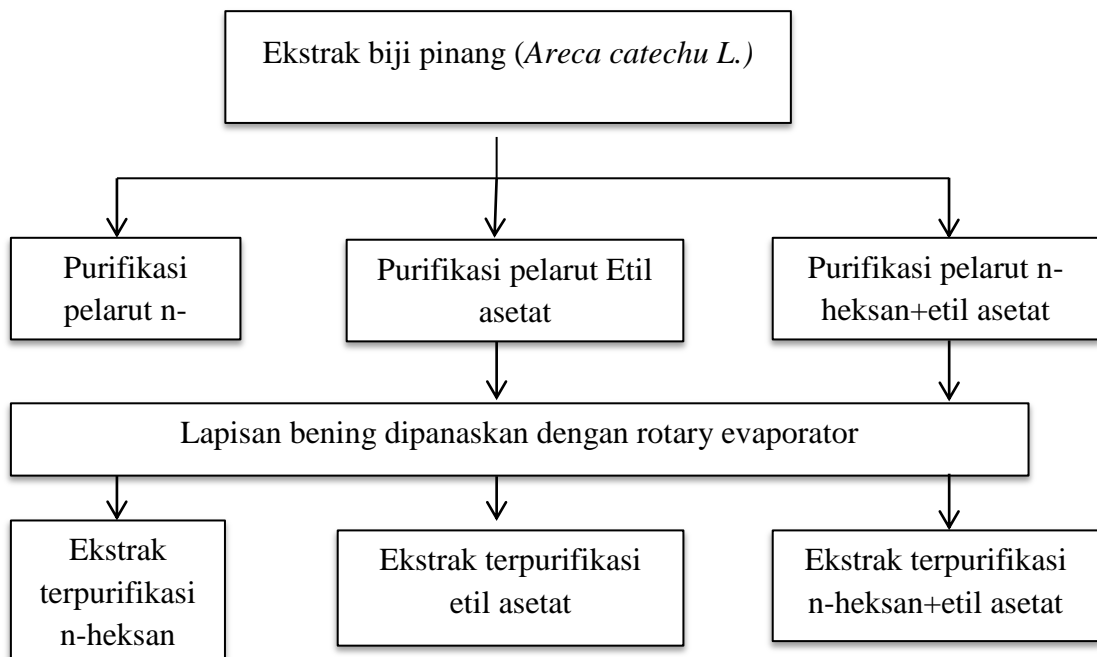 Ekstrak biji pinang (Areca catechu L.)
Purifikasi
pelarut n-
Purifikasi pelarut Etil
asetat
Purifikasi pelarut n-
heksan+etil asetat
Lapisan bening dipanaskan dengan rotary evaporator
Ekstrak
terpurifikasi
n-heksan
Ekstrak terpurifikasi
etil asetat
Ekstrak terpurifikasi
n-heksan+etil asetat